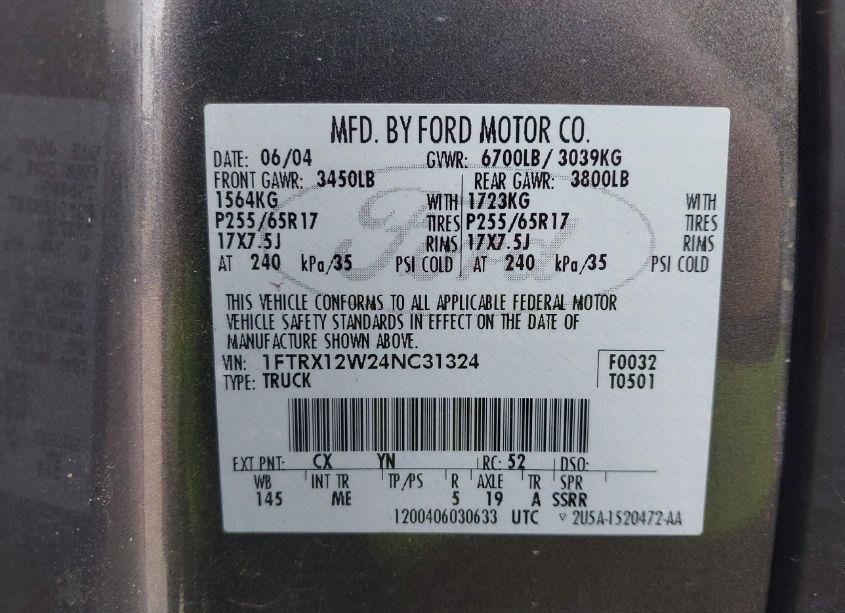 MFD. BY FORD MOTOR CO.
DATE: 06/04 GVWR: 6700LB/ 3039KG
FRONT GAWR: 3450LB REAR GAWR: 3800LB
1564KG WITH 1723KG WITH
P255/65R17 TIRES P255/65R17 TIRES
17X7.5J RIMS 17X7.5J RIMS
AT 240 kPa/35 PSI COLD AT 240 kPa/35 PSI COLD
Ford
THIS VEHICLE CONFORMS TO ALL APPLICABLE FEDERAL MOTOR
VEHICLE SAFETY STANDARDS IN EFFECT ON THE DATE OF
MANUFACTURE SHOWN ABOVE.
VIN: 1FTRX12W24NC31324 F0032
TYPE: TRUCK T0501
EXT PNT: CX YN RC: 52 DSO:
WB INT TR TP/PS R AXLE TR SPR
145 ME 5 19 A SSRR
1200406030633 UTC ▽ 2U5A-1520472-AA